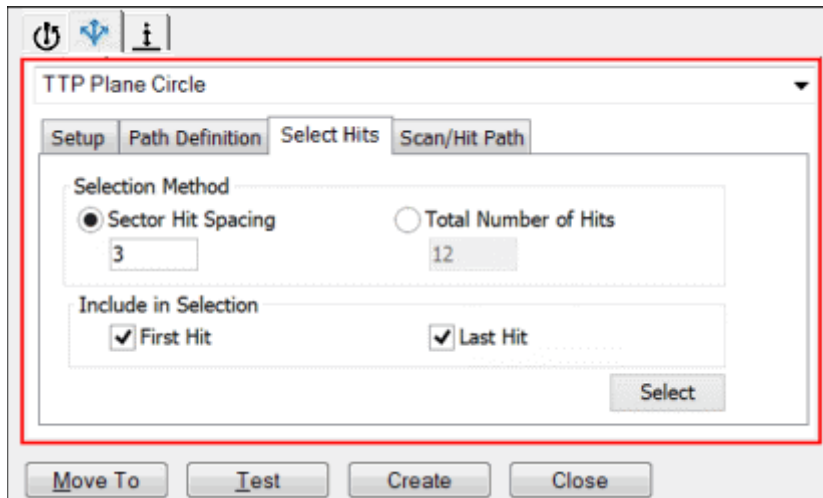 TTP Plane Circle
Setup Path Definition Select Hits Scan/Hit Path
Selection Method
Sector Hit Spacing Total Number of Hits
3 12
Include in Selection
First Hit Last Hit
Select
Move To Test Create Close